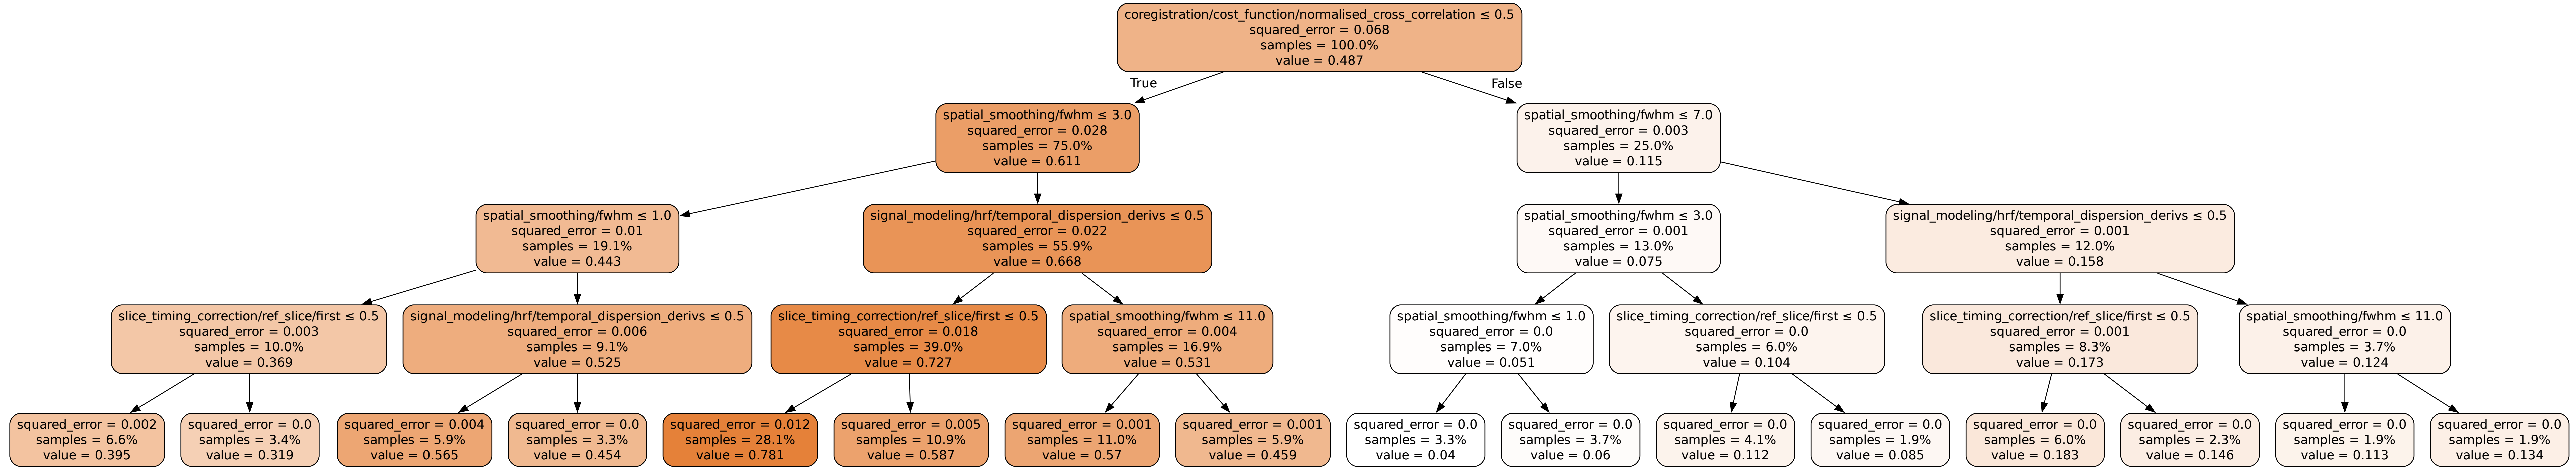 coregistration/cost_function/normalised_cross_correlation ≤ 0.5
squared_error = 0.068
samples = 100.0%
value = 0.487
True
False
spatial_smoothing/fwhm ≤ 3.0
squared_error = 0.028
samples = 75.0%
value = 0.611
spatial_smoothing/fwhm ≤ 7.0
squared_error = 0.003
samples = 25.0%
value = 0.115
spatial_smoothing/fwhm ≤ 1.0
squared_error = 0.01
samples = 19.1%
value = 0.443
signal_modeling/hrf/temporal_dispersion_derivs ≤ 0.5
squared_error = 0.022
samples = 55.9%
value = 0.668
spatial_smoothing/fwhm ≤ 3.0
squared_error = 0.001
samples = 13.0%
value = 0.075
signal_modeling/hrf/temporal_dispersion_derivs ≤ 0.5
squared_error = 0.001
samples = 12.0%
value = 0.158
slice_timing_correction/ref_slice/first ≤ 0.5
squared_error = 0.003
samples = 10.0%
value = 0.369
signal_modeling/hrf/temporal_dispersion_derivs ≤ 0.5
squared_error = 0.006
samples = 9.1%
value = 0.525
slice_timing_correction/ref_slice/first ≤ 0.5
squared_error = 0.018
samples = 39.0%
value = 0.727
spatial_smoothing/fwhm ≤ 11.0
squared_error = 0.004
samples = 16.9%
value = 0.531
spatial_smoothing/fwhm ≤ 1.0
squared_error = 0.0
samples = 7.0%
value = 0.051
slice_timing_correction/ref_slice/first ≤ 0.5
squared_error = 0.0
samples = 6.0%
value = 0.104
slice_timing_correction/ref_slice/first ≤ 0.5
squared_error = 0.001
samples = 8.3%
value = 0.173
spatial_smoothing/fwhm ≤ 11.0
squared_error = 0.0
samples = 3.7%
value = 0.124
squared_error = 0.002
samples = 6.6%
value = 0.395
squared_error = 0.0
samples = 3.4%
value = 0.319
squared_error = 0.004
samples = 5.9%
value = 0.565
squared_error = 0.0
samples = 3.3%
value = 0.454
squared_error = 0.012
samples = 28.1%
value = 0.781
squared_error = 0.005
samples = 10.9%
value = 0.587
squared_error = 0.001
samples = 11.0%
value = 0.57
squared_error = 0.001
samples = 5.9%
value = 0.459
squared_error = 0.0
samples = 3.3%
value = 0.04
squared_error = 0.0
samples = 3.7%
value = 0.06
squared_error = 0.0
samples = 4.1%
value = 0.112
squared_error = 0.0
samples = 1.9%
value = 0.085
squared_error = 0.0
samples = 6.0%
value = 0.183
squared_error = 0.0
samples = 2.3%
value = 0.146
squared_error = 0.0
samples = 1.9%
value = 0.113
squared_error = 0.0
samples = 1.9%
value = 0.134